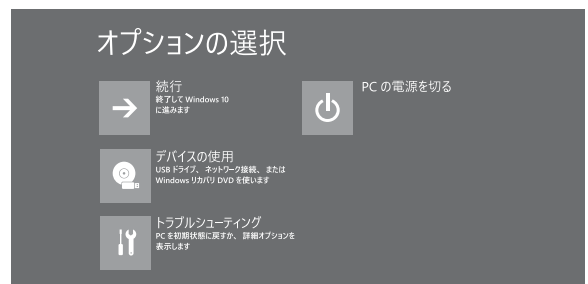 オプションの選択
続行
終了して Windows 10
に進みます
PC の電源を切る
デバイスの使用
USB ドライブ、ネットワーク接続、または
Windows リカバリ DVD を使います
トラブルシューティング
PC を初期状態に戻すか、詳細オプションを
表示します